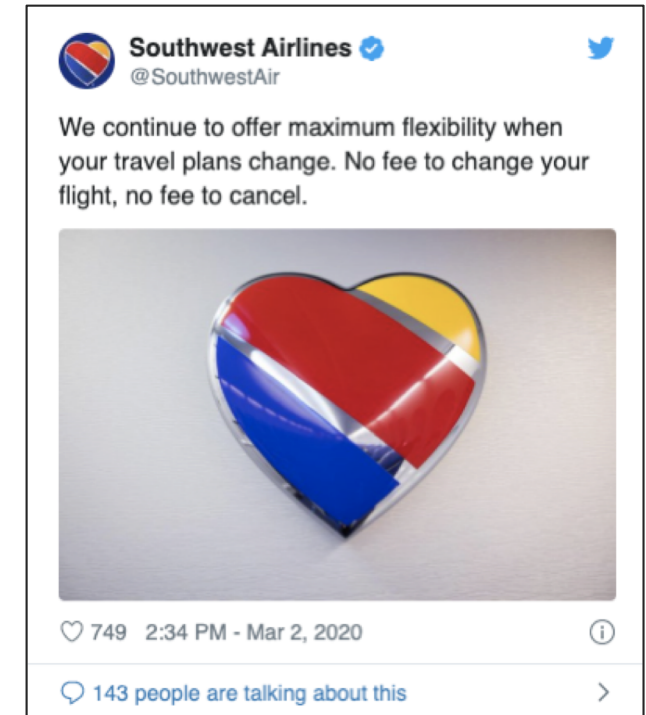 Southwest Airlines
@SouthwestAir
We continue to offer maximum flexibility when
your travel plans change. No fee to change your
flight, no fee to cancel.
749 2:34 PM - Mar 2, 2020
143 people are talking about this